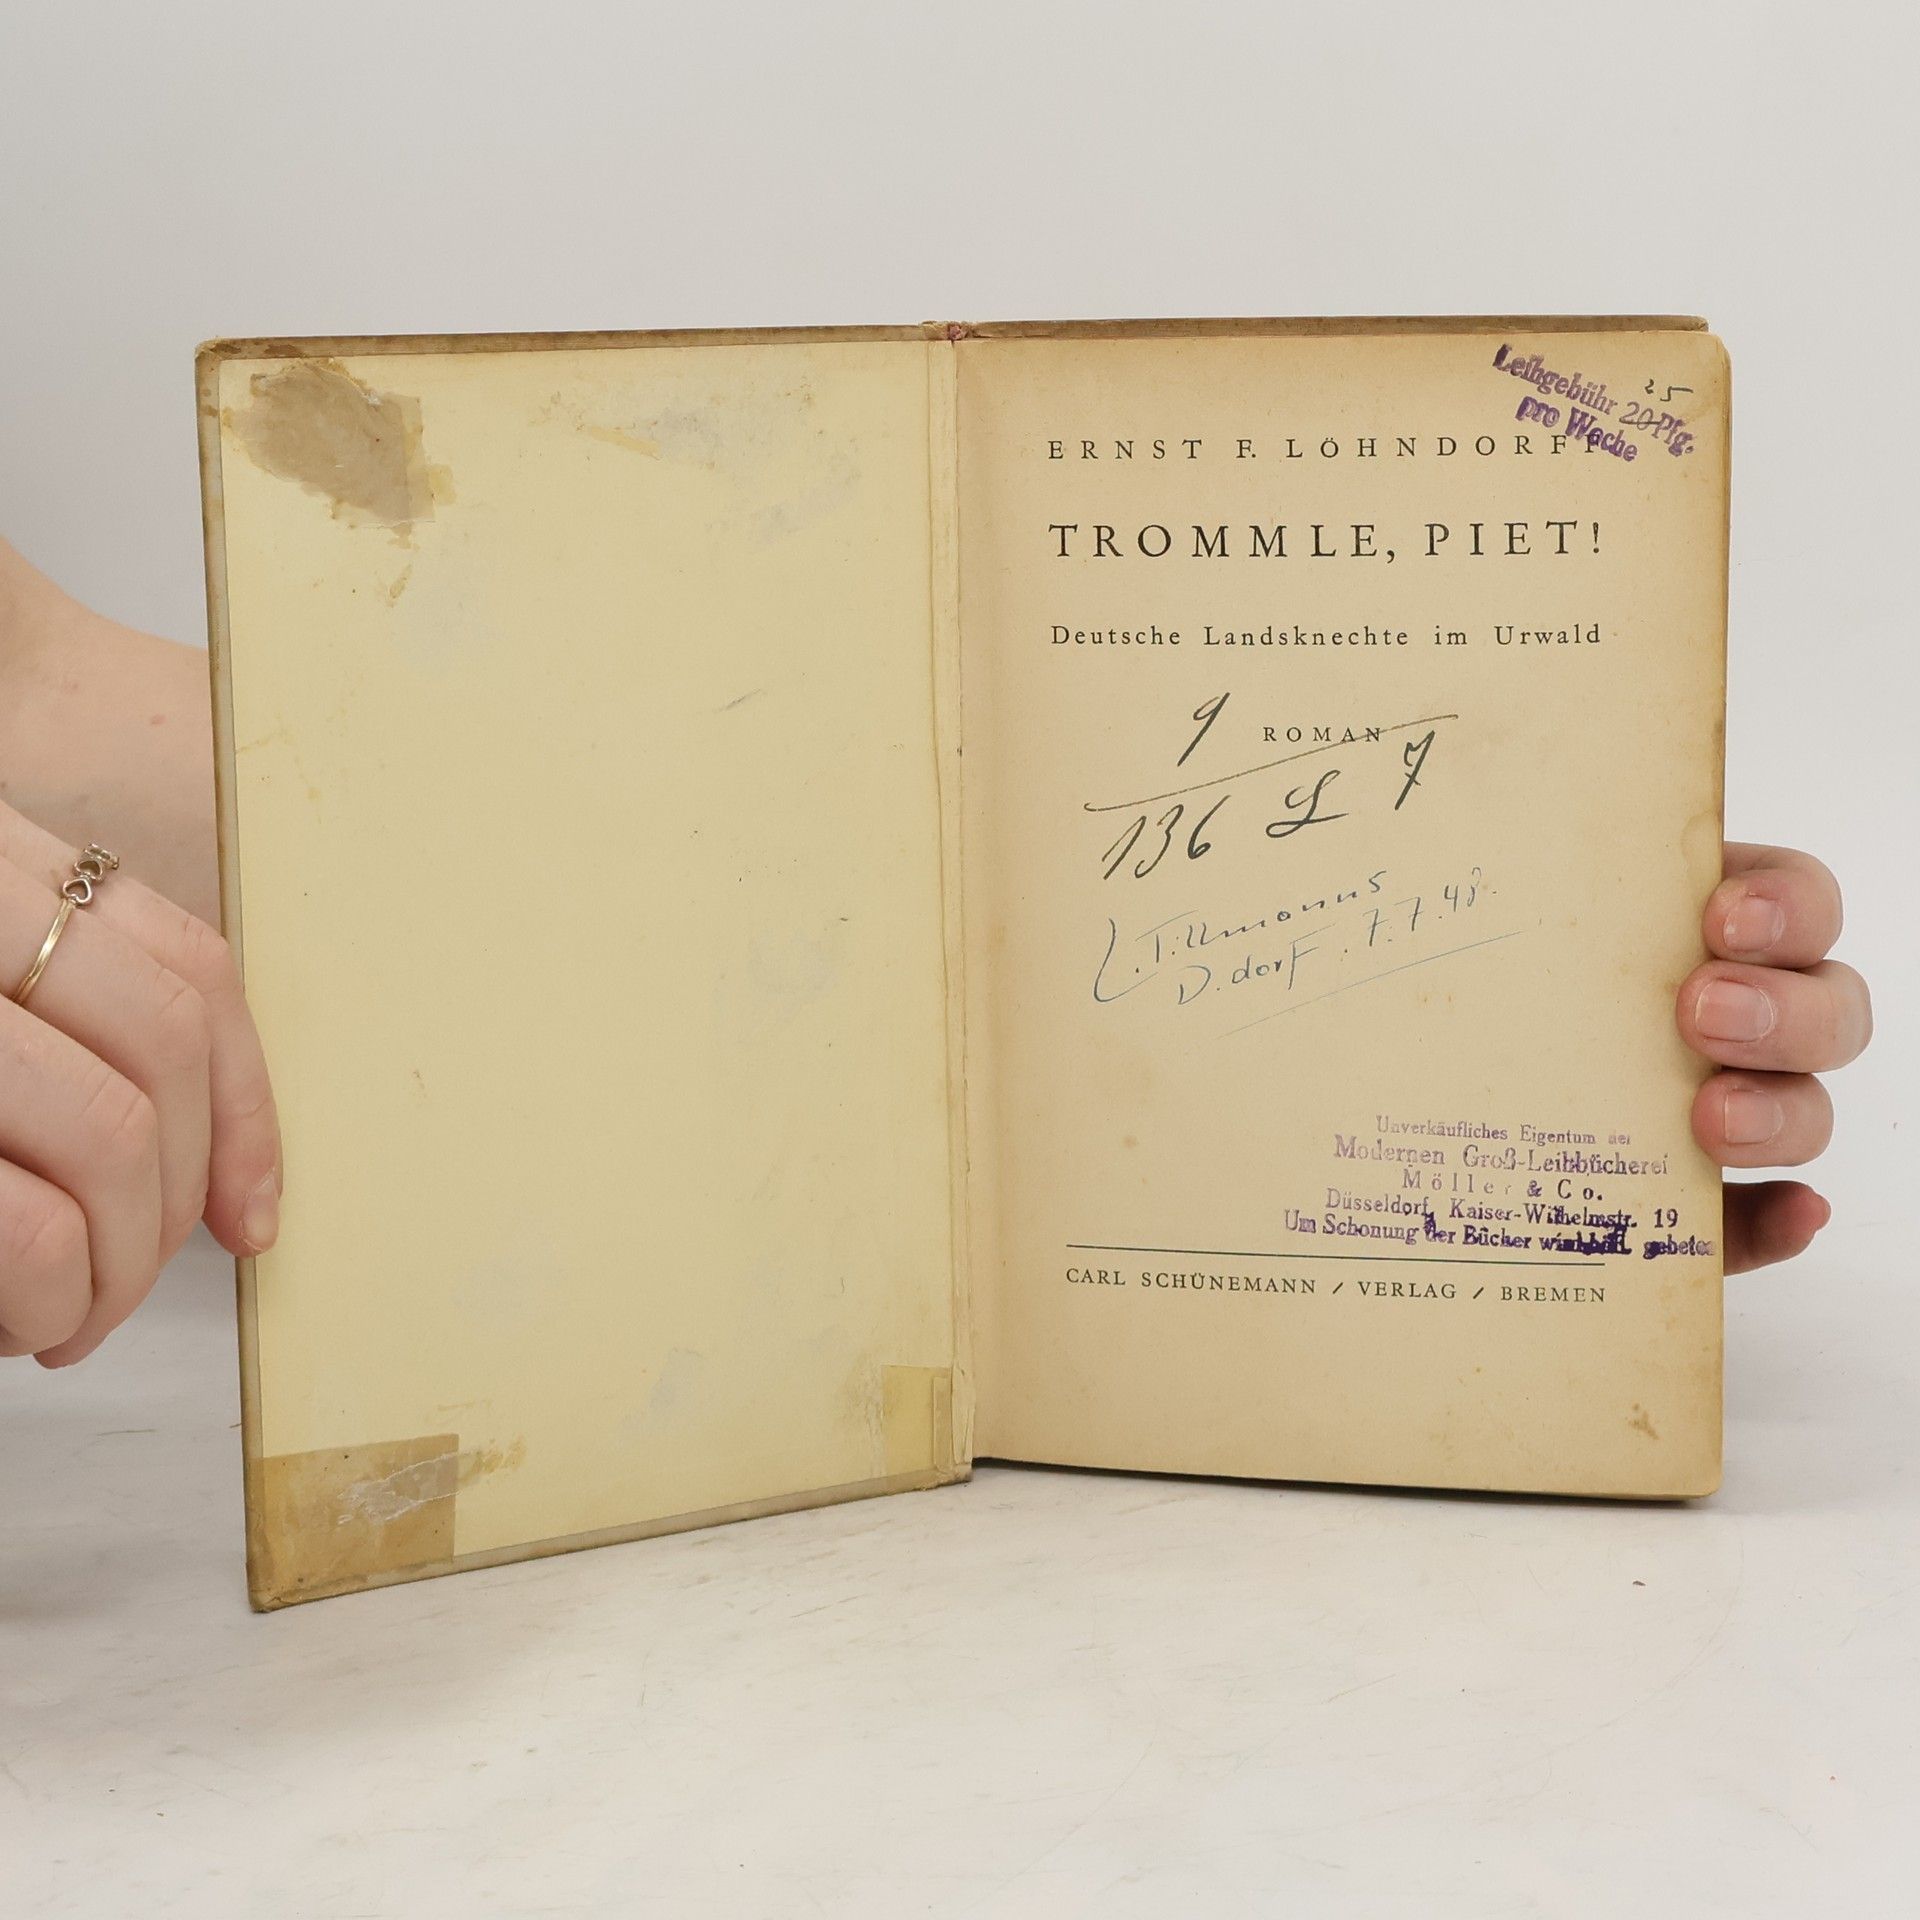 Leihgebühr 20 Pfg.
25
pro Woche
ERNST F. LÖHNDORFF
TROMMLE, PIET!
Deutsche Landsknechte im Urwald
ROMAN
9
136 L 7
L. Tillmanns
D.dorf. 7.7.48.
Unverkäufliches Eigentum der
Modernen Groß-Leihbücherei
Möller & Co.
Düsseldorf, Kaiser-Wilhelmstr. 19
Um Schonung der Bücher wird höfl. gebeten
CARL SCHÜNEMANN / VERLAG / BREMEN